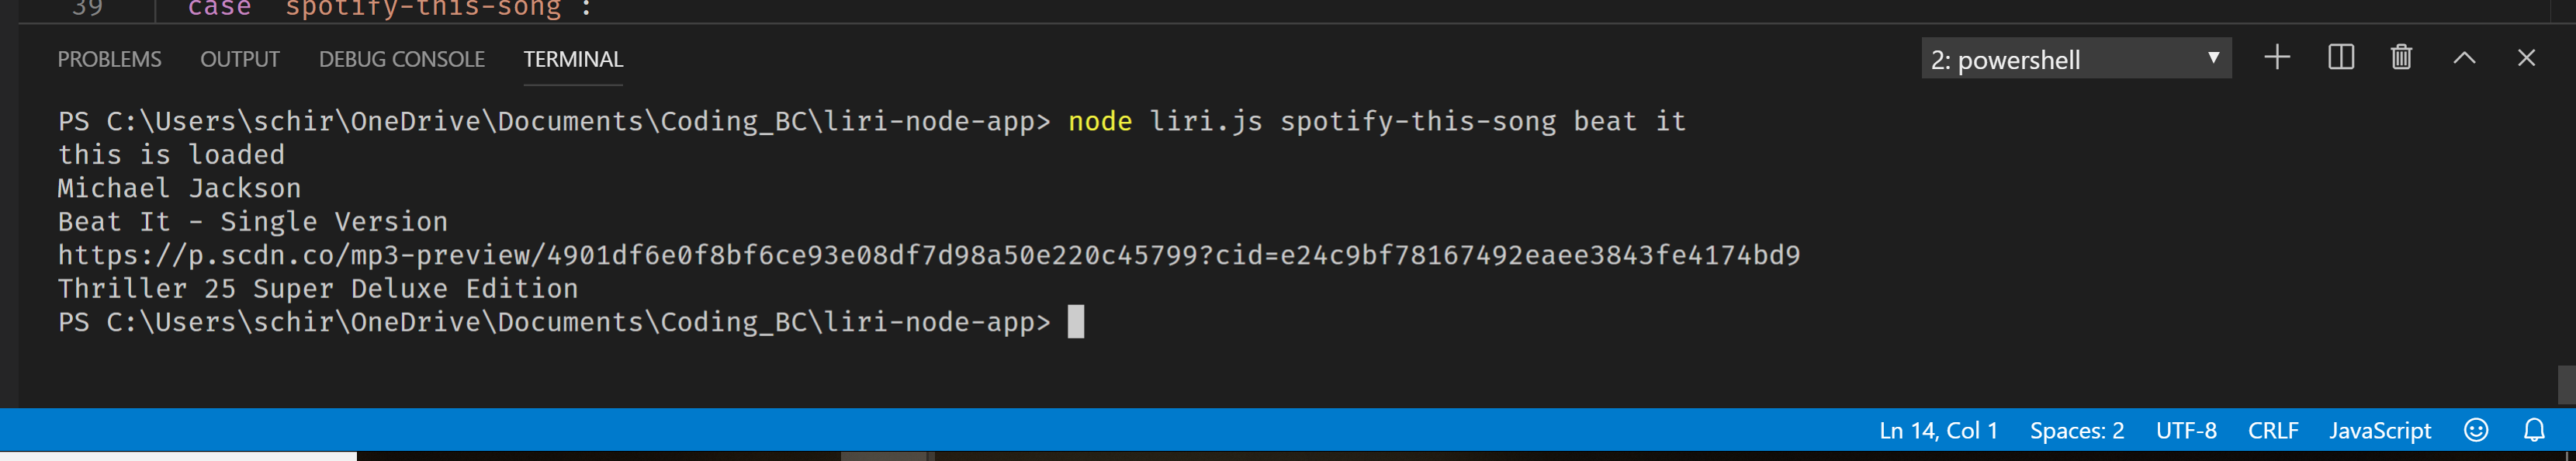 39 case 'spotify-this-song':
PROBLEMS OUTPUT DEBUG CONSOLE TERMINAL 2: powershell
PS C:\Users\schir\OneDrive\Documents\Coding_BC\liri-node-app> node liri.js spotify-this-song beat it
this is loaded
Michael Jackson
Beat It - Single Version
https://p.scdn.co/mp3-preview/4901df6e0f8bf6ce93e08df7d98a50e220c45799?cid=e24c9bf78167492eaee3843fe4174bd9
Thriller 25 Super Deluxe Edition
PS C:\Users\schir\OneDrive\Documents\Coding_BC\liri-node-app>
Ln 14, Col 1 Spaces: 2 UTF-8 CRLF JavaScript